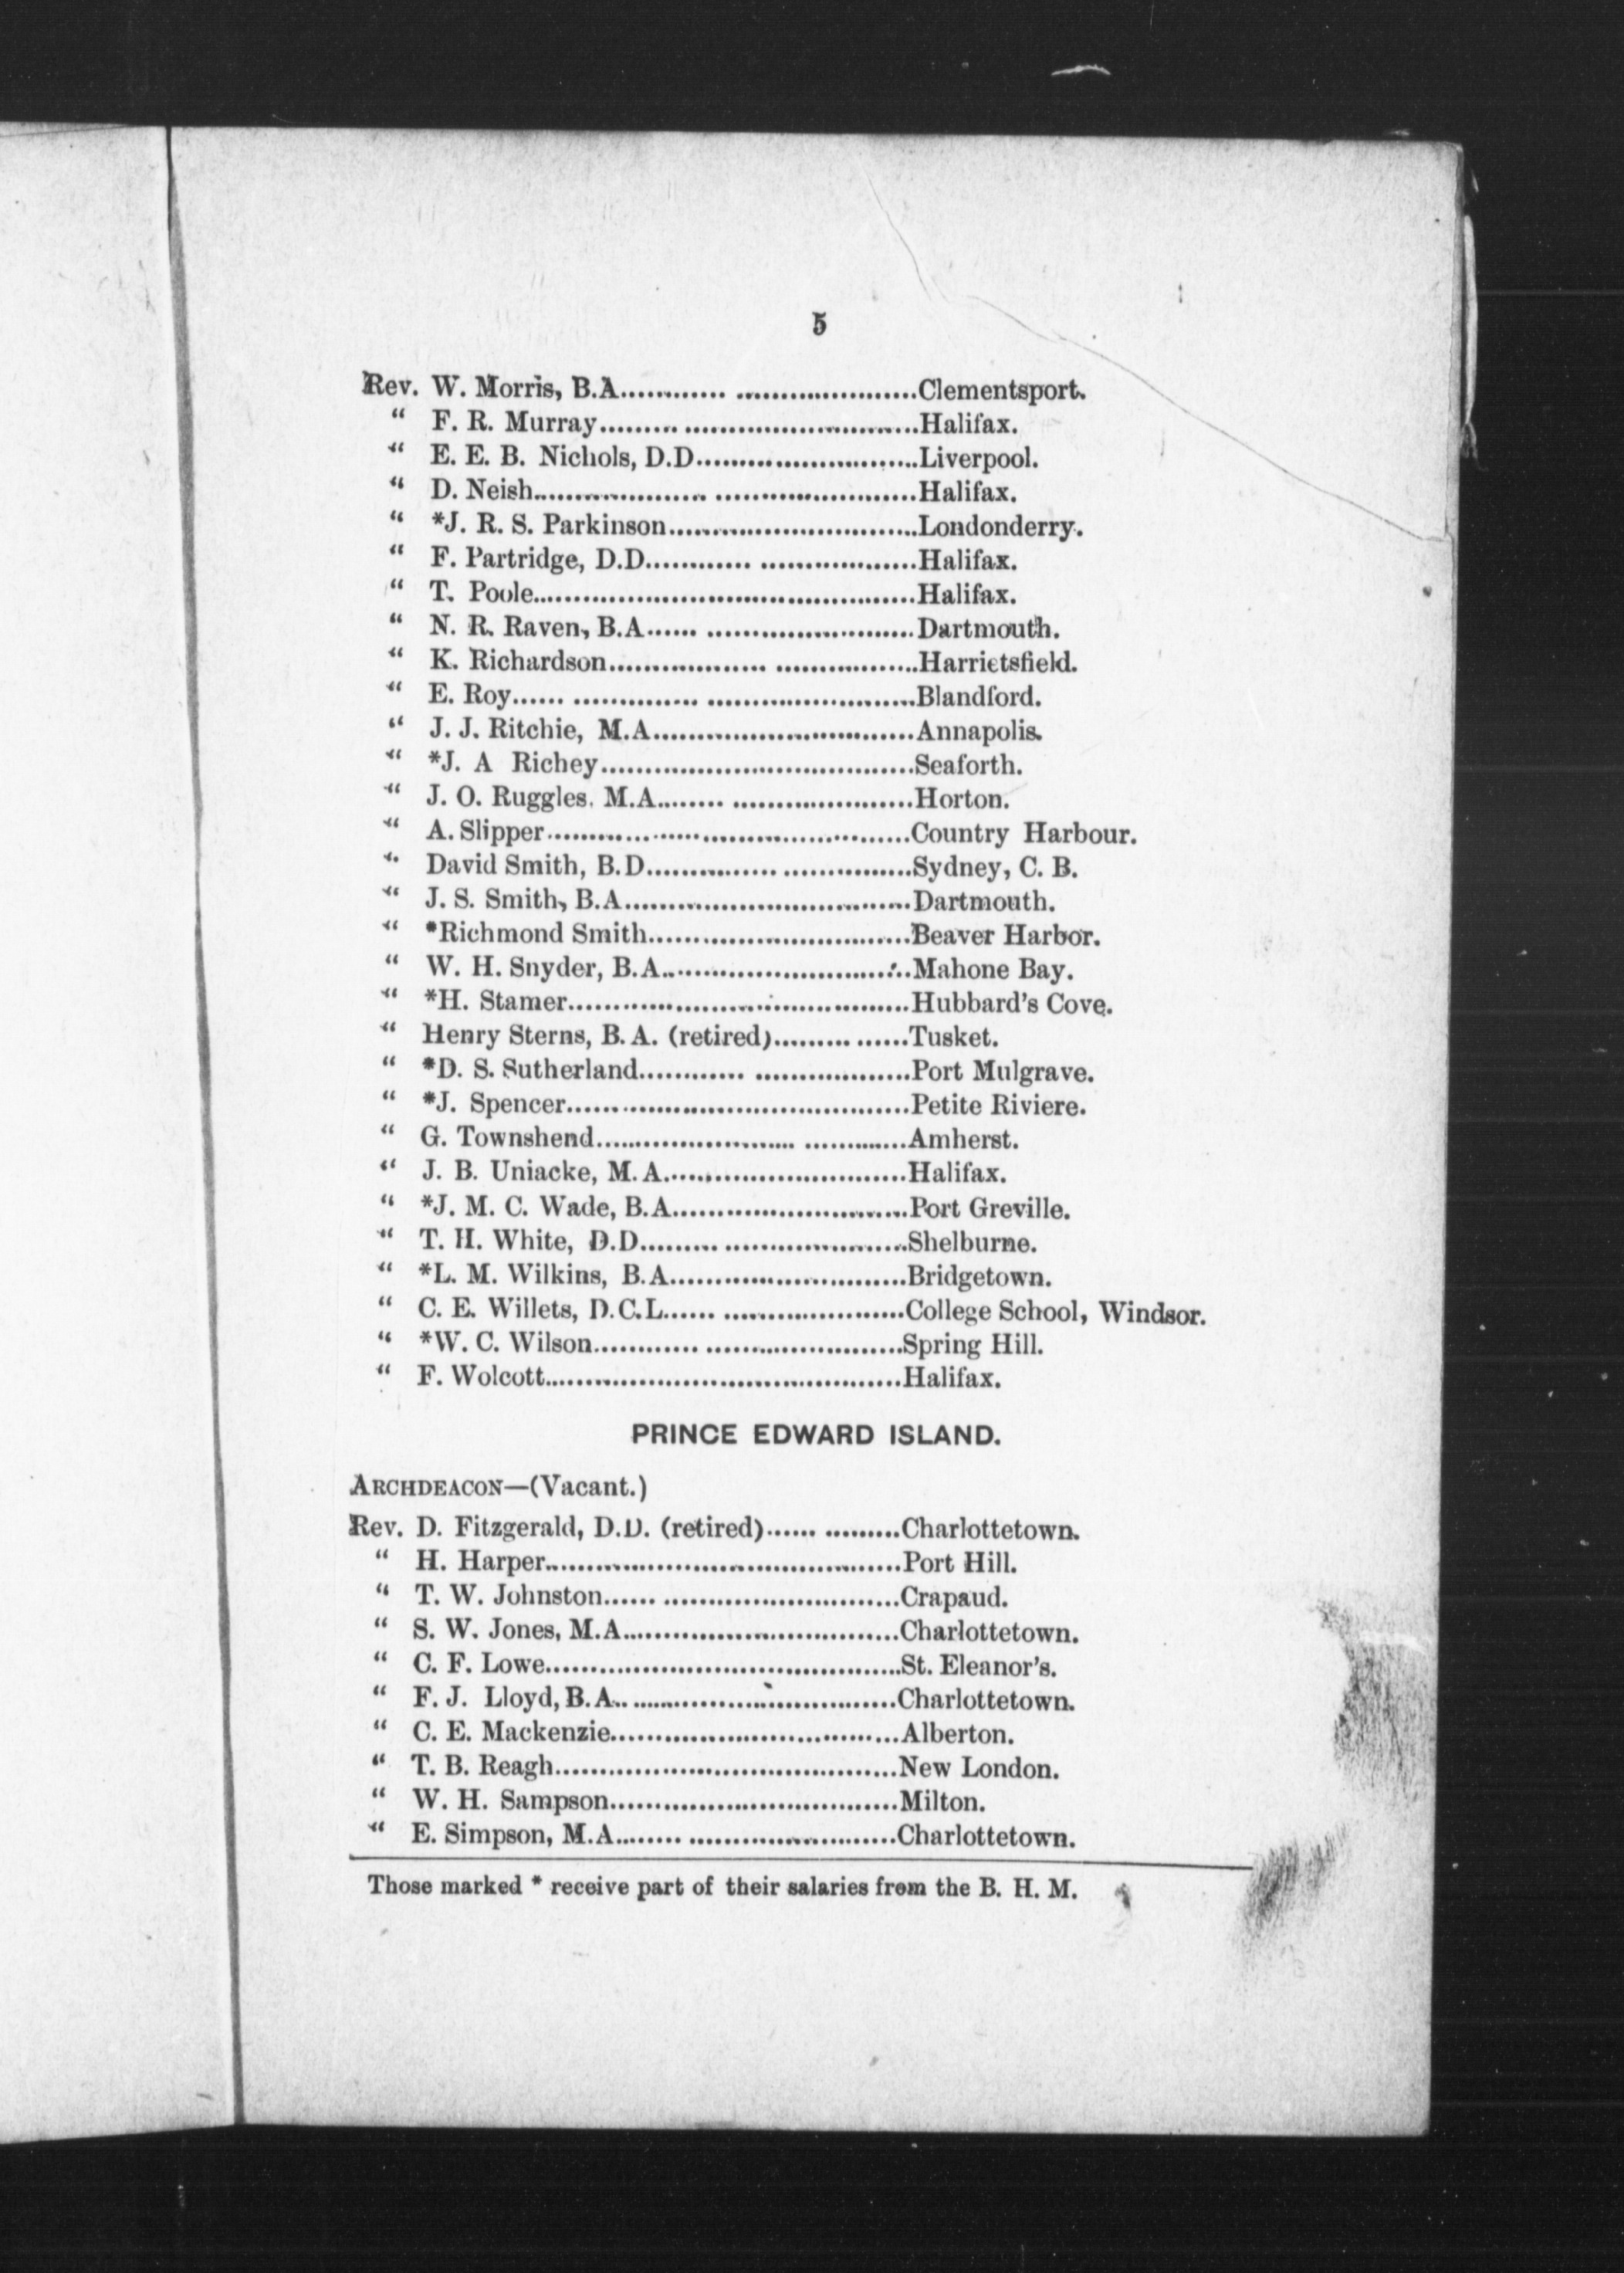 5
Rev. W. Morris, B.A.....................................Clementsport.
“ F. R. Murray.....................................Halifax.
“ E. E. B. Nichols, D.D.........................Liverpool.
“ D. Neish..........................................Halifax.
“ *J. R. S. Parkinson............................Londonderry.
“ F. Partridge, D.D..............................Halifax.
“ T. Poole...........................................Halifax.
“ N. R. Raven, B.A..............................Dartmouth.
“ K. Richardson..................................Harrietsfield.
“ E. Roy.............................................Blandford.
“ J. J. Ritchie, M.A.............................Annapolis.
“ *J. A Richey...................................Seaforth.
“ J. O. Ruggles. M.A............................Horton.
“ A. Slipper........................................Country Harbour.
“ David Smith, B.D.............................Sydney, C. B.
“ J. S. Smith, B.A................................Dartmouth.
“ *Richmond Smith.............................Beaver Harbor.
“ W. H. Snyder, B.A...........................Mahone Bay.
“ *H. Stamer......................................Hubbard's Cove.
“ Henry Sterns, B. A. (retired)...............Tusket.
“ *D. S. Sutherland..............................Port Mulgrave.
“ *J. Spencer......................................Petite Riviere.
“ G. Townshend..................................Amherst.
“ J. B. Uniacke, M. A...........................Halifax.
“ *J. M. C. Wade, B.A..........................Port Greville.
“ T. H. White, D.D..............................Shelburne.
“ *L. M. Wilkins, B.A..........................Bridgetown.
“ C. E. Willets, D.C.L..........................College School, Windsor.
“ *W. C. Wilson..................................Spring Hill.
“ F. Wolcott.......................................Halifax.
PRINCE EDWARD ISLAND.
ARCHDEACON—(Vacant.)
Rev. D. Fitzgerald, D.D. (retired)...............Charlottetown.
“ H. Harper........................................Port Hill.
“ T. W. Johnston.................................Crapaud.
“ S. W. Jones, M.A...............................Charlottetown.
“ C. F. Lowe.......................................St. Eleanor's.
“ F. J. Lloyd, B. A................................Charlottetown.
“ C. E. Mackenzie................................Alberton.
“ T. B. Reagh......................................New London.
“ W. H. Sampson................................Milton.
“ E. Simpson, M.A...............................Charlottetown.
Those marked * receive part of their salaries from the B. H. M.